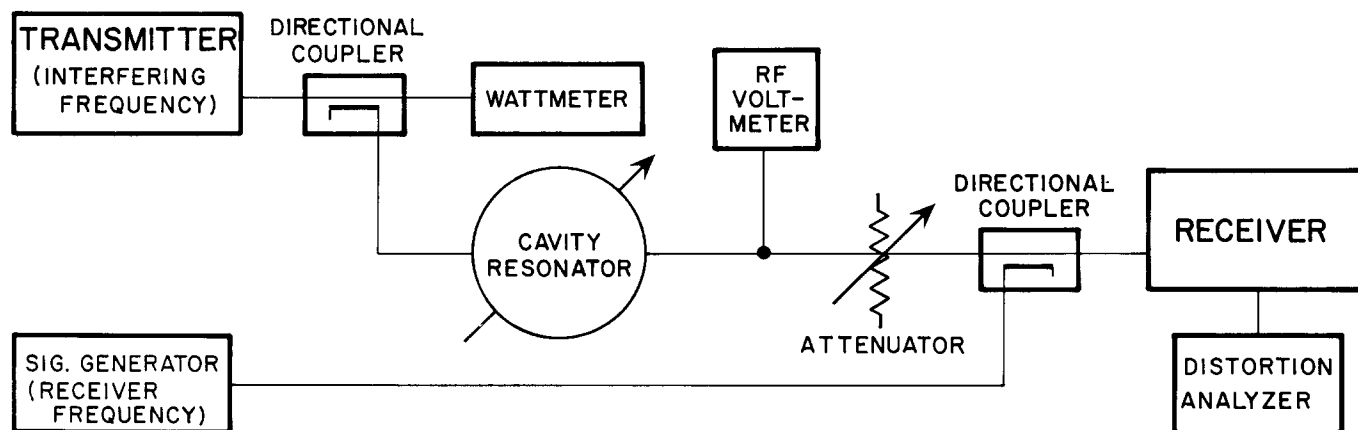 TRANSMITTER
(INTERFERING
FREQUENCY)
DIRECTIONAL
COUPLER
WATTMETER
RF
VOLT-
METER
CAVITY
RESONATOR
ATTENUATOR
DIRECTIONAL
COUPLER
RECEIVER
SIG. GENERATOR
(RECEIVER
FREQUENCY)
DISTORTION
ANALYZER